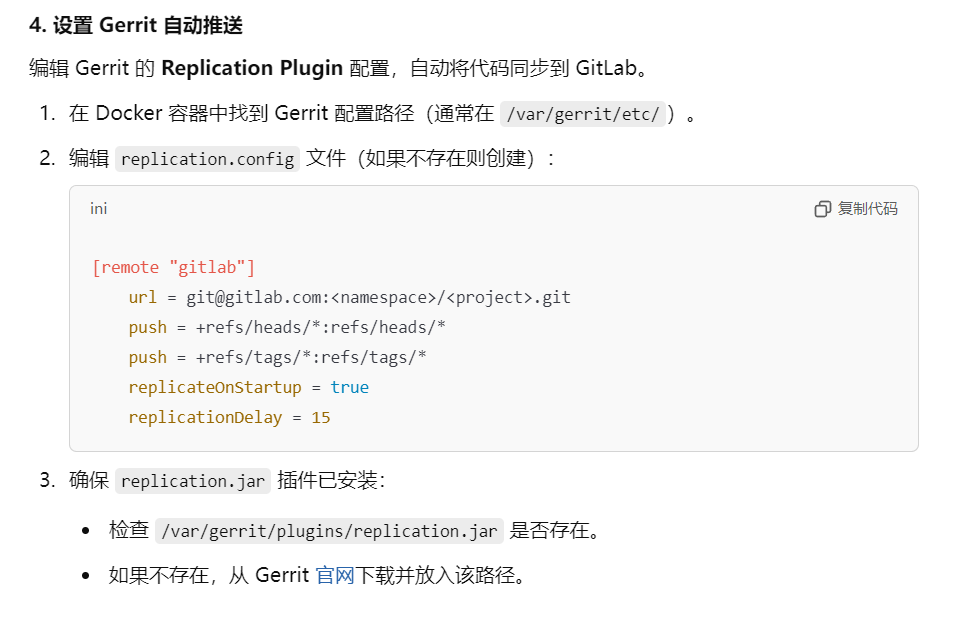 4. 设置 Gerrit 自动推送
编辑 Gerrit 的 Replication Plugin 配置，自动将代码同步到 GitLab。
1. 在 Docker 容器中找到 Gerrit 配置路径（通常在 /var/gerrit/etc/ ）。
2. 编辑 replication.config 文件（如果不存在则创建）：
ini 复制代码
[remote "gitlab"]
url = git@gitlab.com:<namespace>/<project>.git
push = +refs/heads/*:refs/heads/*
push = +refs/tags/*:refs/tags/*
replicateOnStartup = true
replicationDelay = 15
3. 确保 replication.jar 插件已安装：
• 检查 /var/gerrit/plugins/replication.jar 是否存在。
• 如果不存在，从 Gerrit 官网下载并放入该路径。